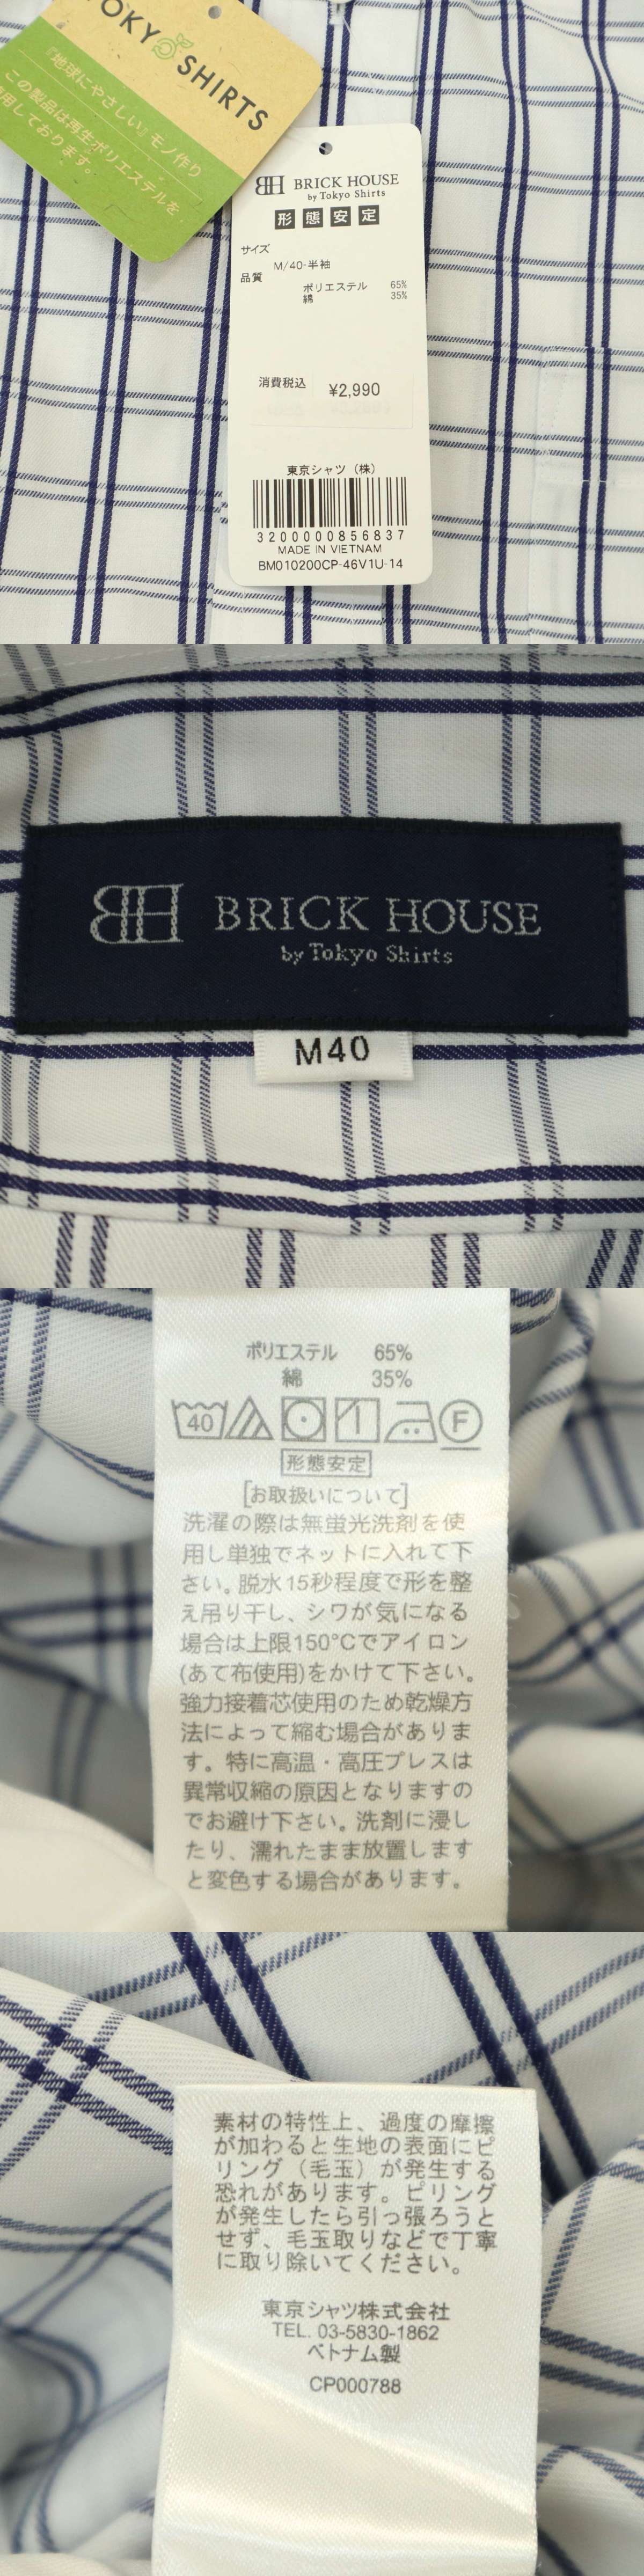 TOKYO SHIRTS
『地球にやさしい』モノ作り
この製品は再生ポリエステルを
使用しております。
BH BRICK HOUSE
by Tokyo Shirts
形態安定
サイズ
M/40-半袖
品質
ポリエステル 65%
綿 35%
消費税込 ¥2,990
東京シャツ（株）
3200000856837
MADE IN VIETNAM
BM010200CP-46V1U-14
BH BRICK HOUSE
by Tokyo Shirts
M40
ポリエステル 65%
綿 35%
40 F
形態安定
[お取扱いについて]
洗濯の際は無蛍光洗剤を使
用し単独でネットに入れて下
さい。脱水15秒程度で形を整
え吊り干し、シワが気になる
場合は上限150℃でアイロン
(あて布使用)をかけて下さい。
強力接着芯使用のため乾燥方
法によって縮む場合がありま
す。特に高温・高圧プレスは
異常収縮の原因となりますの
でお避け下さい。洗剤に浸し
たり、濡れたまま放置します
と変色する場合があります。
素材の特性上、過度の摩擦
が加わると生地の表面にピ
リング（毛玉）が発生する
恐れがあります。ピリング
が発生したら引っ張ろうと
せず、毛玉取りなどで丁寧
に取り除いてください。
東京シャツ株式会社
TEL. 03-5830-1862
ベトナム製
CP000788